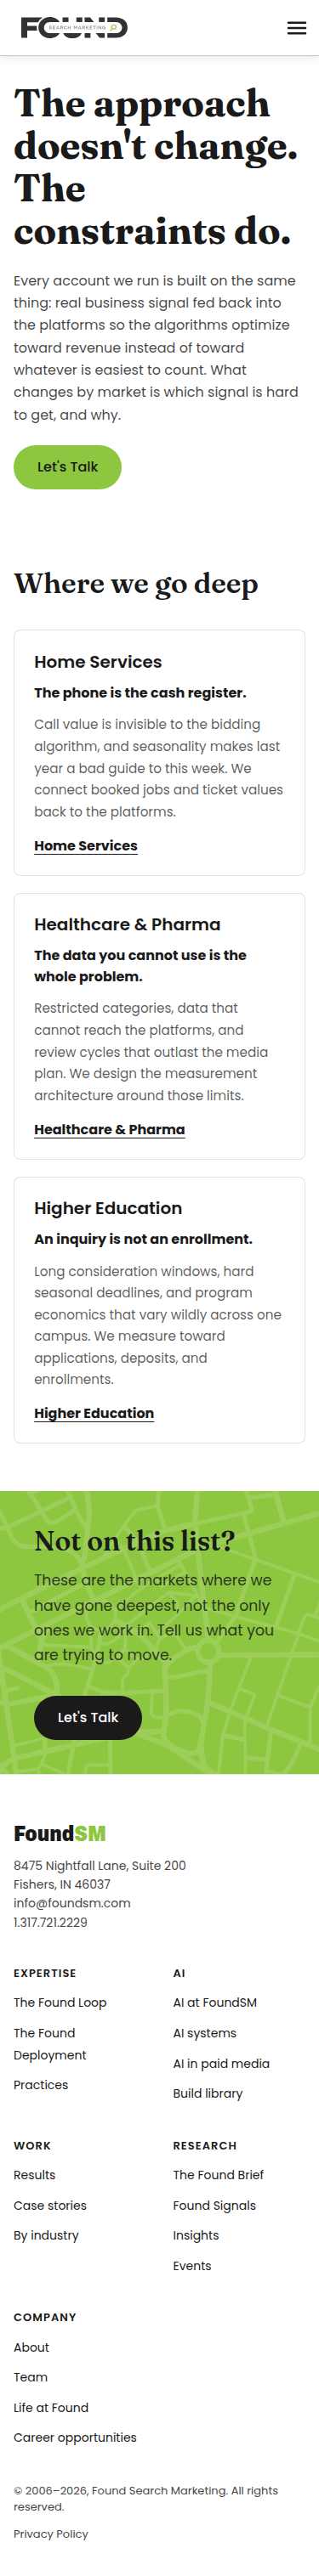 FOUND
SEARCH MARKETING
The approach
doesn't change.
The
constraints do.
Every account we run is built on the same
thing: real business signal fed back into
the platforms so the algorithms optimize
toward revenue instead of toward
whatever is easiest to count. What
changes by market is which signal is hard
to get, and why.
Let's Talk
Where we go deep
Home Services
The phone is the cash register.
Call value is invisible to the bidding
algorithm, and seasonality makes last
year a bad guide to this week. We
connect booked jobs and ticket values
back to the platforms.
Home Services
Healthcare & Pharma
The data you cannot use is the
whole problem.
Restricted categories, data that
cannot reach the platforms, and
review cycles that outlast the media
plan. We design the measurement
architecture around those limits.
Healthcare & Pharma
Higher Education
An inquiry is not an enrollment.
Long consideration windows, hard
seasonal deadlines, and program
economics that vary wildly across one
campus. We measure toward
applications, deposits, and
enrollments.
Higher Education
Not on this list?
These are the markets where we
have gone deepest, not the only
ones we work in. Tell us what you
are trying to move.
Let's Talk
FoundSM
8475 Nightfall Lane, Suite 200
Fishers, IN 46037
info@foundsm.com
1.317.721.2229
EXPERTISE
The Found Loop
The Found
Deployment
Practices
AI
AI at FoundSM
AI systems
AI in paid media
Build library
WORK
Results
Case stories
By industry
RESEARCH
The Found Brief
Found Signals
Insights
Events
COMPANY
About
Team
Life at Found
Career opportunities
© 2006–2026, Found Search Marketing. All rights
reserved.
Privacy Policy